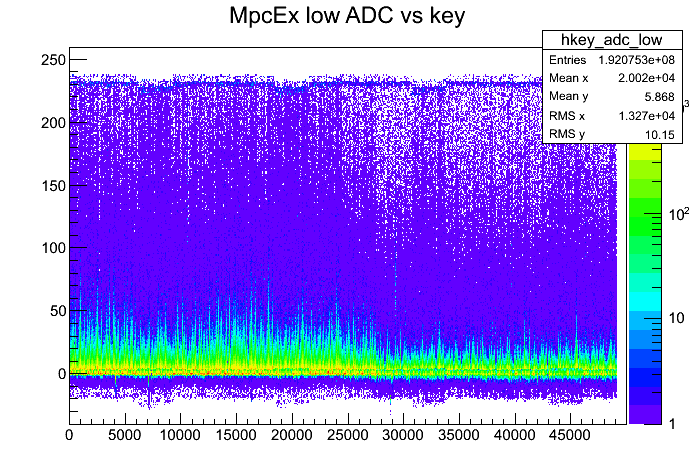 MpcEx low ADC vs key
hkey_adc_low
Entries 1.920753e+08
Mean x 2.002e+04
Mean y 5.868
RMS x 1.327e+04
RMS y 10.15
250
200
150
100
50
0
0 5000 10000 15000 20000 25000 30000 35000 40000 45000
3
10²
10
1